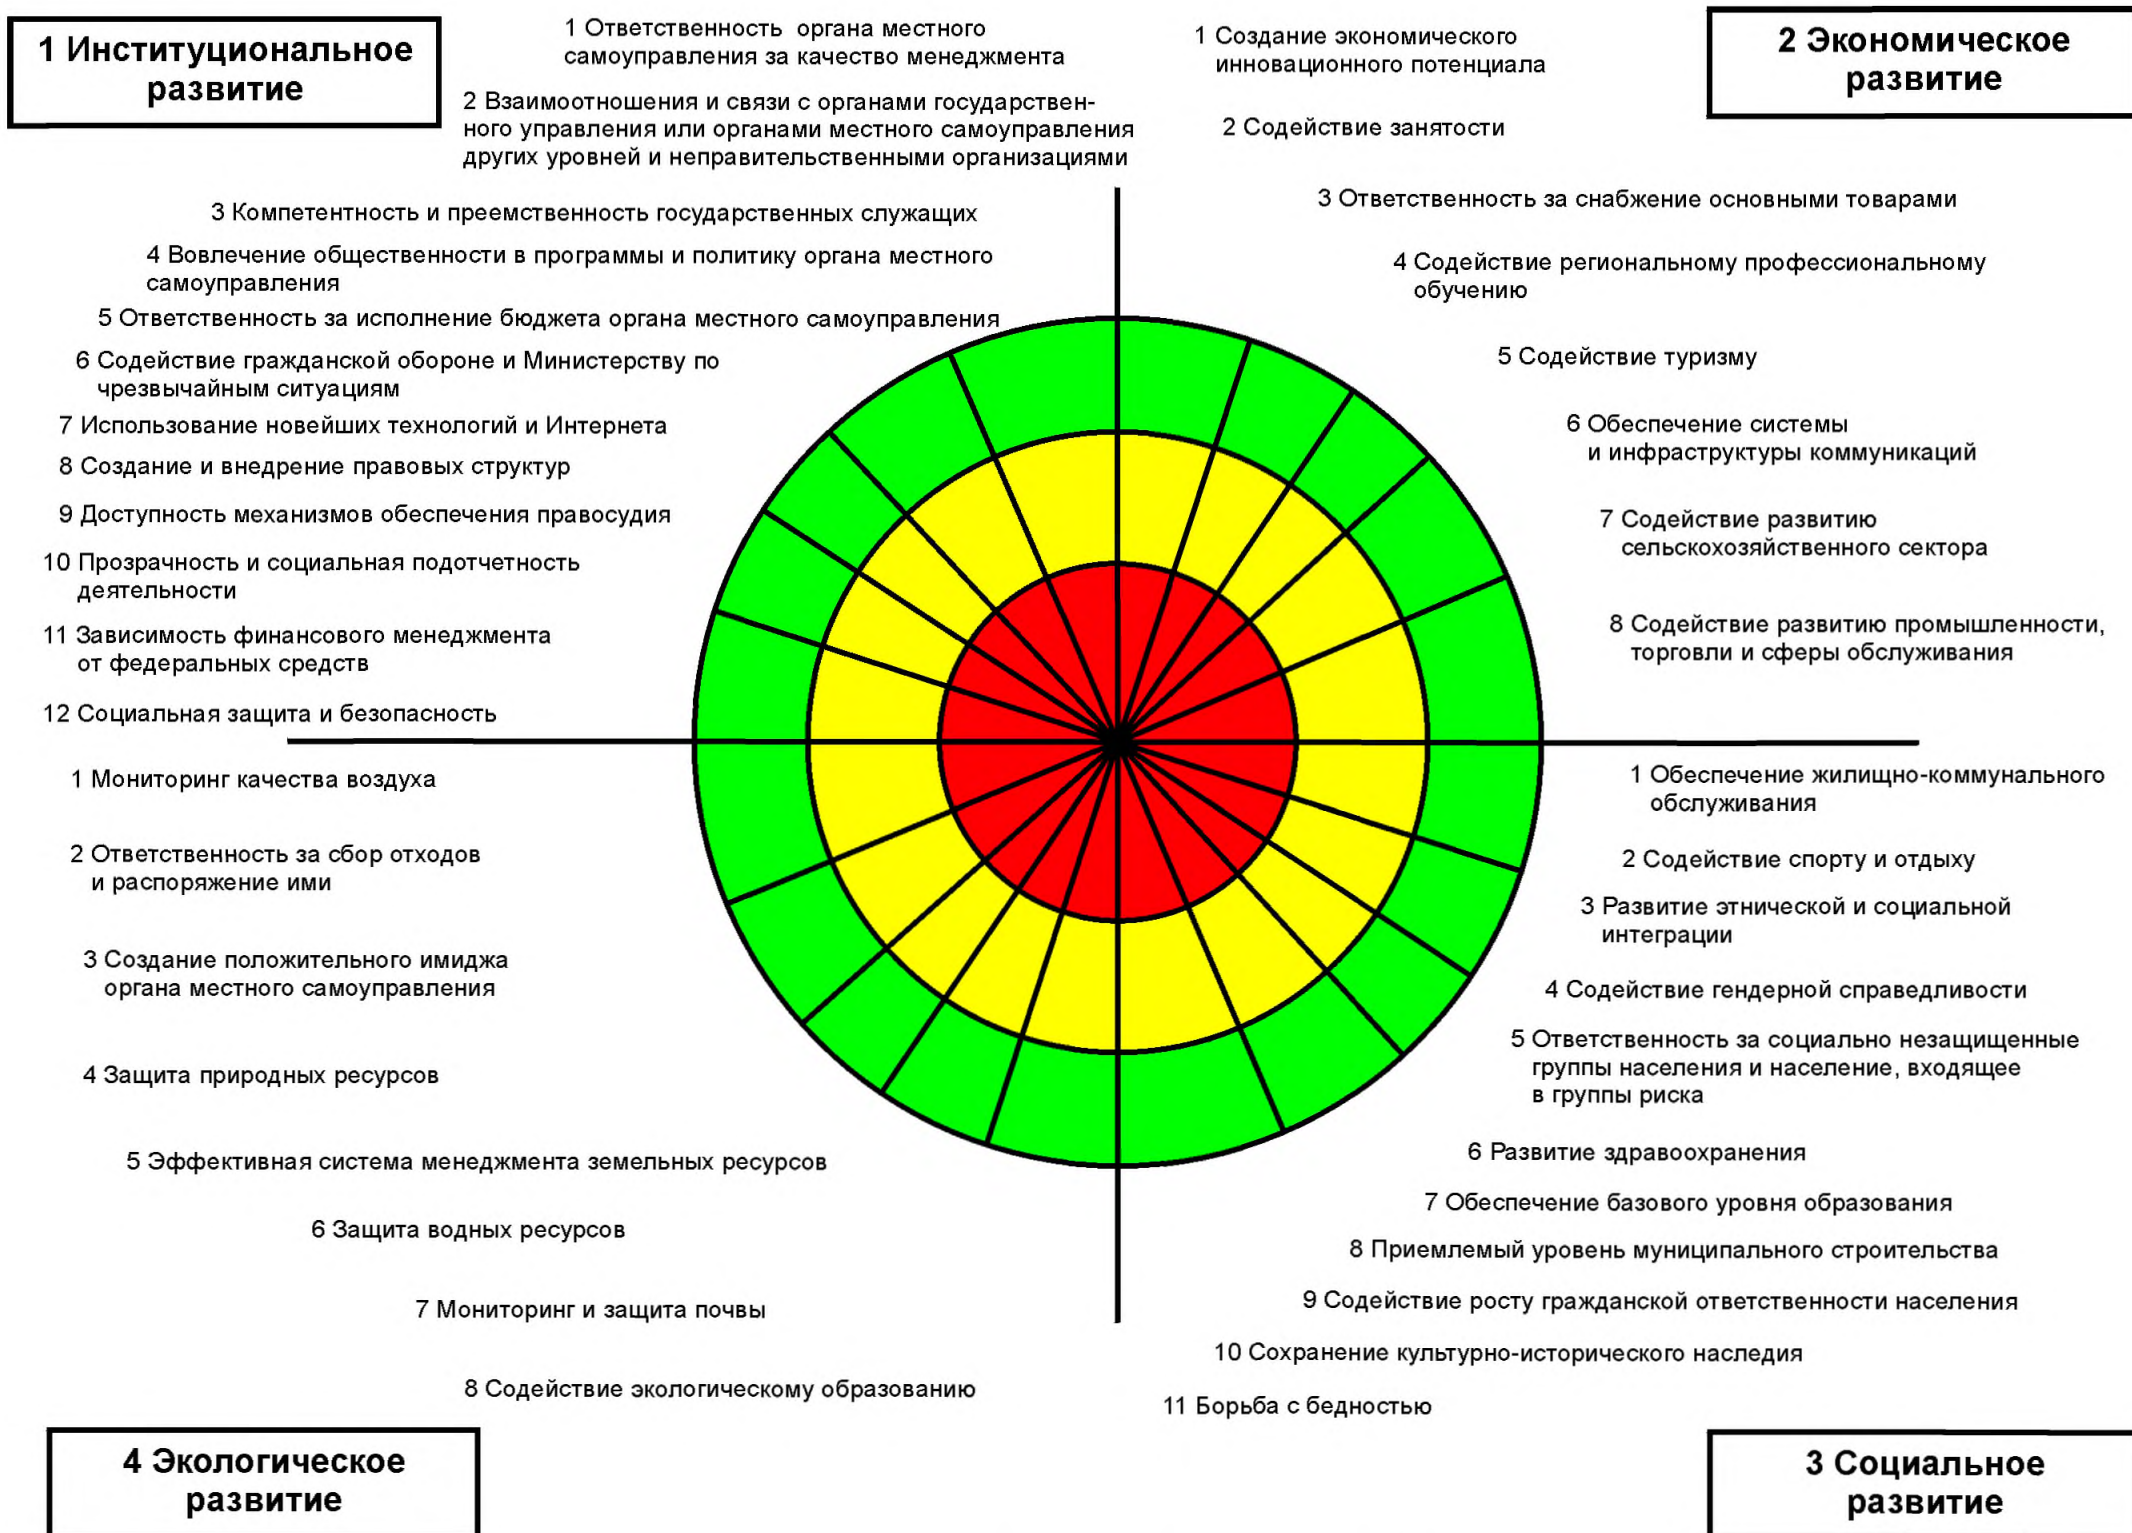 1 Институциональное
развитие
1 Ответственность органа местного
самоуправления за качество менеджмента
2 Взаимоотношения и связи с органами государствен-
ного управления или органами местного самоуправления
других уровней и неправительственными организациями
3 Компетентность и преемственность государственных служащих
4 Вовлечение общественности в программы и политику органа местного
самоуправления
5 Ответственность за исполнение бюджета органа местного самоуправления
6 Содействие гражданской обороне и Министерству по
чрезвычайным ситуациям
7 Использование новейших технологий и Интернета
8 Создание и внедрение правовых структур
9 Доступность механизмов обеспечения правосудия
10 Прозрачность и социальная подотчетность
деятельности
11 Зависимость финансового менеджмента
от федеральных средств
12 Социальная защита и безопасность
2 Экономическое
развитие
1 Создание экономического
инновационного потенциала
2 Содействие занятости
3 Ответственность за снабжение основными товарами
4 Содействие региональному профессиональному
обучению
5 Содействие туризму
6 Обеспечение системы
и инфраструктуры коммуникаций
7 Содействие развитию
сельскохозяйственного сектора
8 Содействие развитию промышленности,
торговли и сферы обслуживания
1 Обеспечение жилищно-коммунального
обслуживания
2 Содействие спорту и отдыху
3 Развитие этнической и социальной
интеграции
4 Содействие гендерной справедливости
5 Ответственность за социально незащищенные
группы населения и население, входящее
в группы риска
6 Развитие здравоохранения
7 Обеспечение базового уровня образования
8 Приемлемый уровень муниципального строительства
9 Содействие росту гражданской ответственности населения
10 Сохранение культурно-исторического наследия
11 Борьба с бедностью
3 Социальное
развитие
1 Мониторинг качества воздуха
2 Ответственность за сбор отходов
и распоряжение ими
3 Создание положительного имиджа
органа местного самоуправления
4 Защита природных ресурсов
5 Эффективная система менеджмента земельных ресурсов
6 Защита водных ресурсов
7 Мониторинг и защита почвы
8 Содействие экологическому образованию
4 Экологическое
развитие